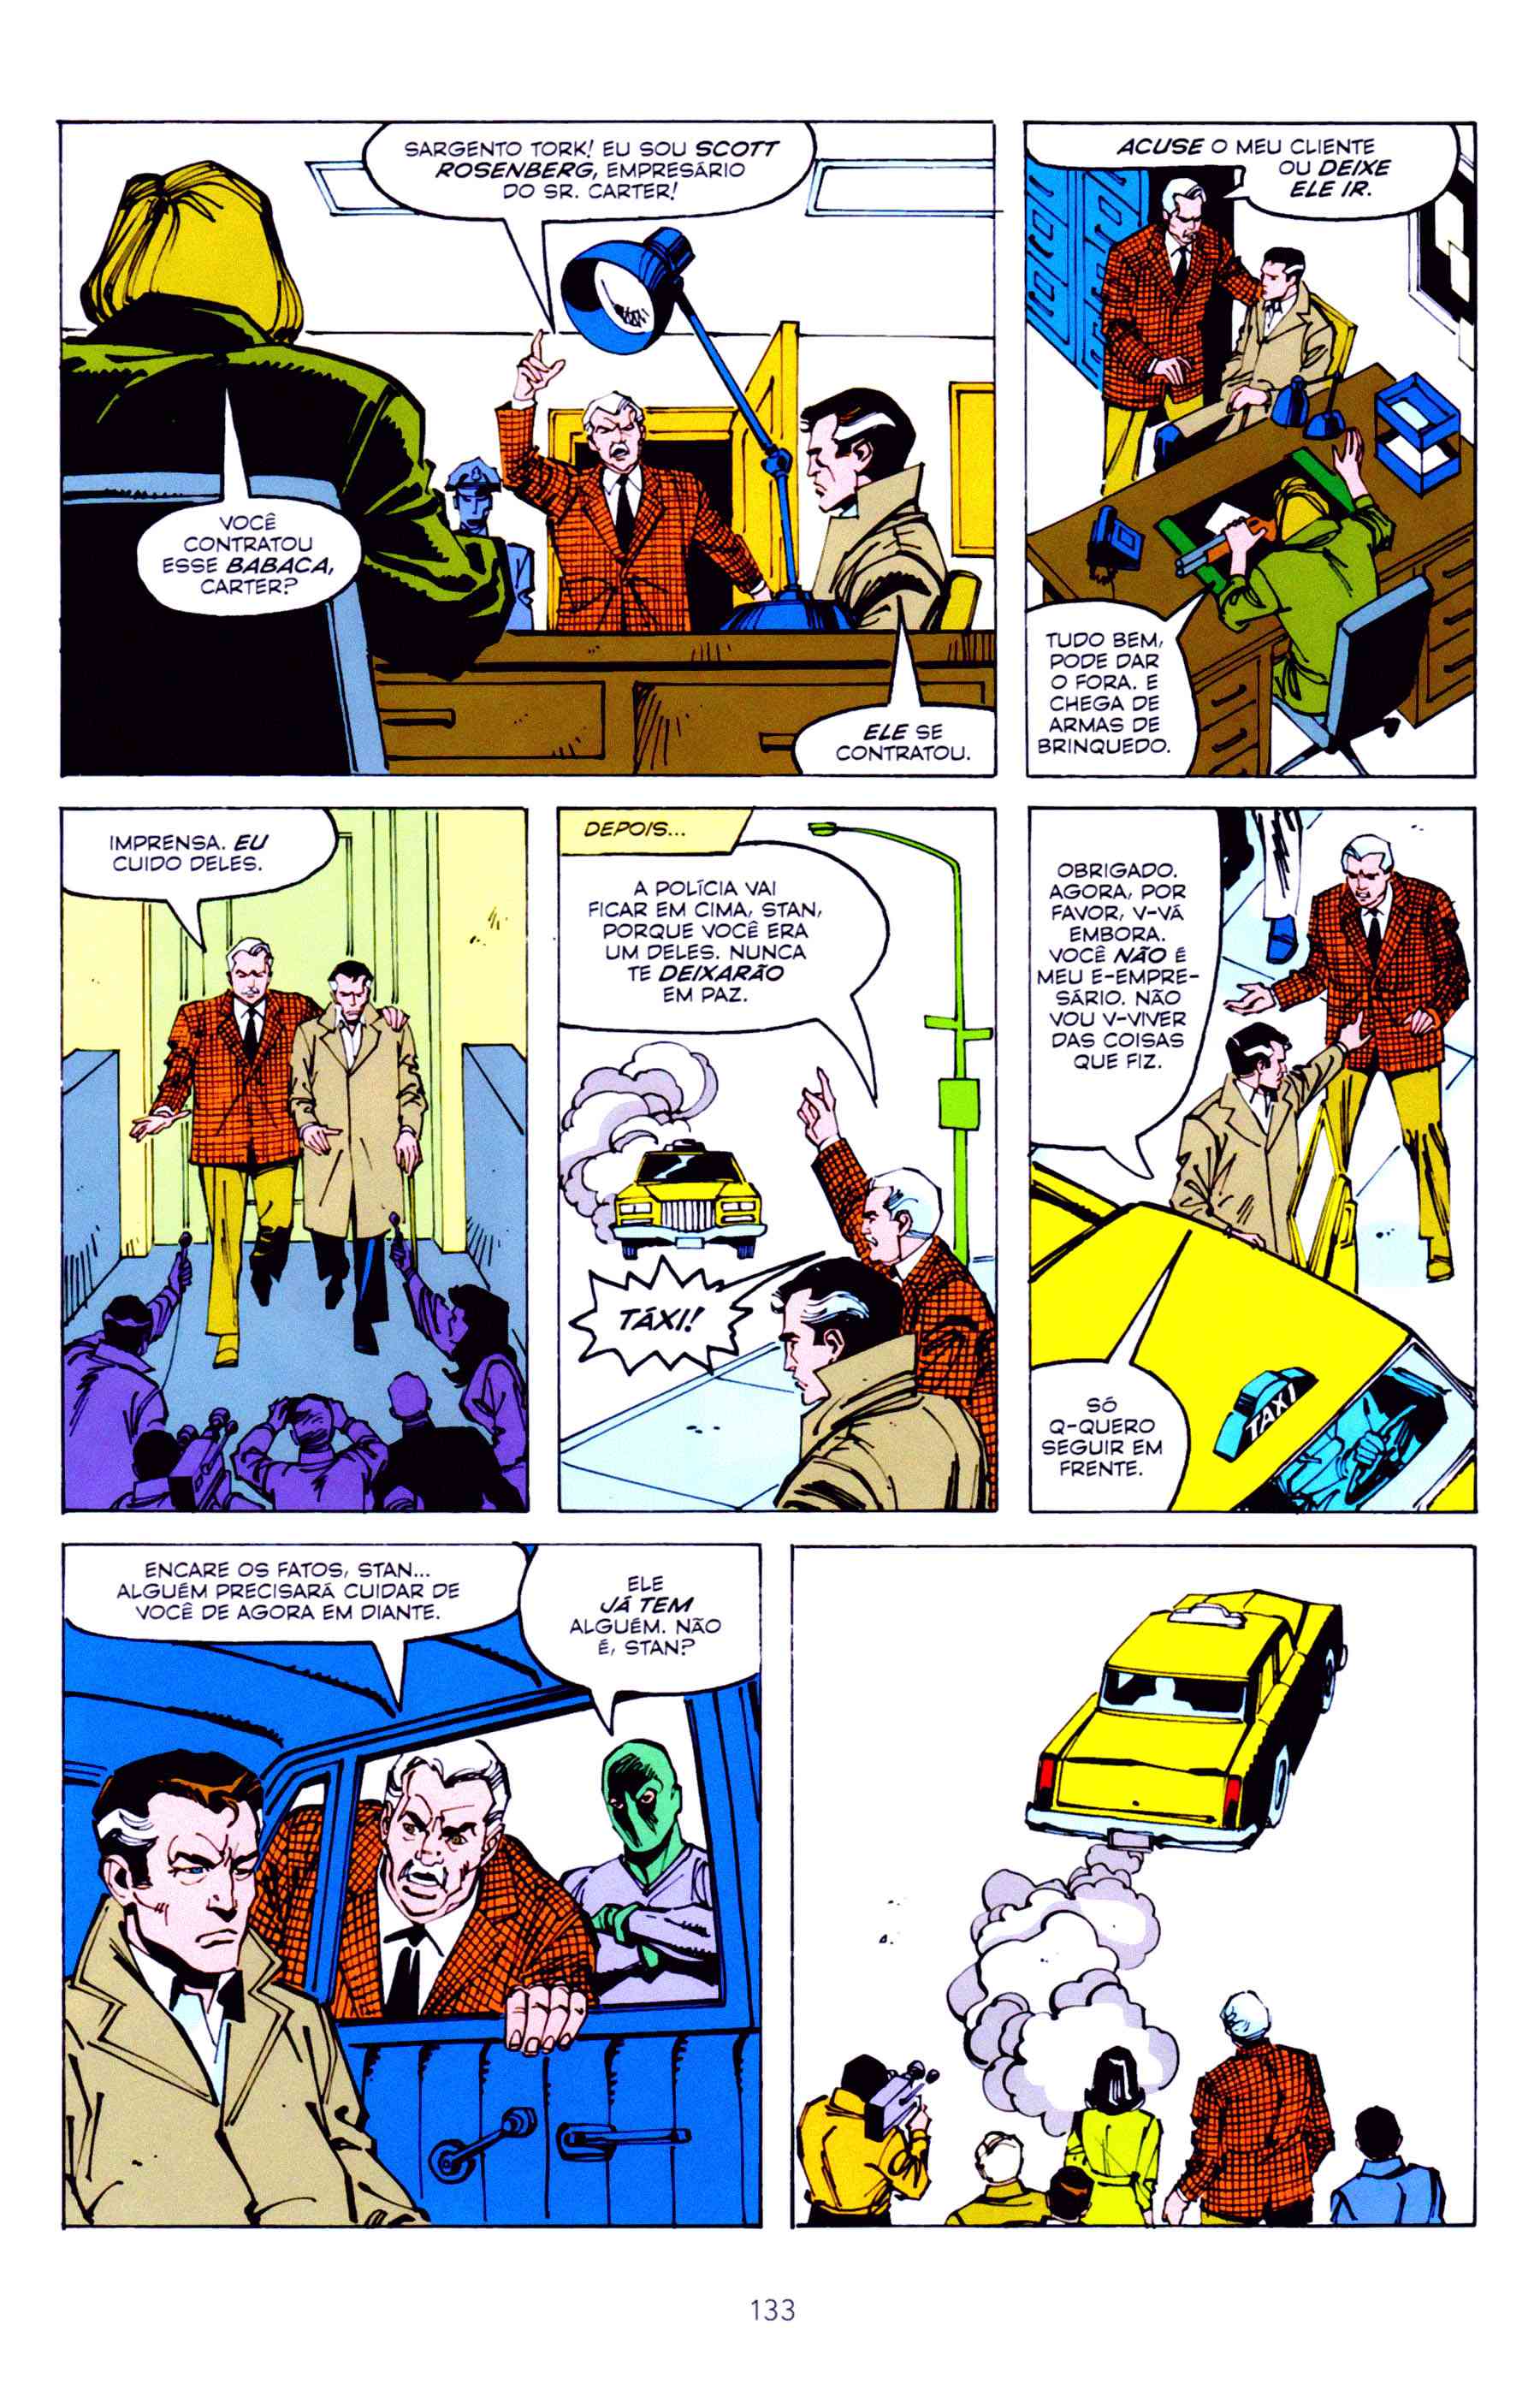 SARGENTO TORK! EU SOU SCOTT
ROSENBERG, EMPRESÁRIO
DO SR. CARTER!
VOCÊ
CONTRATOU
ESSE BABACA,
CARTER?
ELE SE
CONTRATOU.
ACUSE O MEU CLIENTE
OU DEIXE
ELE IR.
TUDO BEM,
PODE DAR
O FORA. E
CHEGA DE
ARMAS DE
BRINQUEDO.
IMPRENSA. EU
CUIDO DELES.
DEPOIS...
A POLÍCIA VAI
FICAR EM CIMA, STAN,
PORQUE VOCÊ ERA
UM DELES. NUNCA
TE DEIXARÃO
EM PAZ.
TÁXI!
OBRIGADO.
AGORA, POR
FAVOR, V-VÁ
EMBORA.
VOCÊ NÃO É
MEU E-EMPRE-
SÁRIO. NÃO
VOU V-VIVER
DAS COISAS
QUE FIZ.
SÓ
Q-QUERO
SEGUIR EM
FRENTE.
TAXI
ENCARE OS FATOS, STAN...
ALGUÉM PRECISARÁ CUIDAR DE
VOCÊ DE AGORA EM DIANTE.
ELE
JÁ TEM
ALGUÉM. NÃO
É, STAN?
133